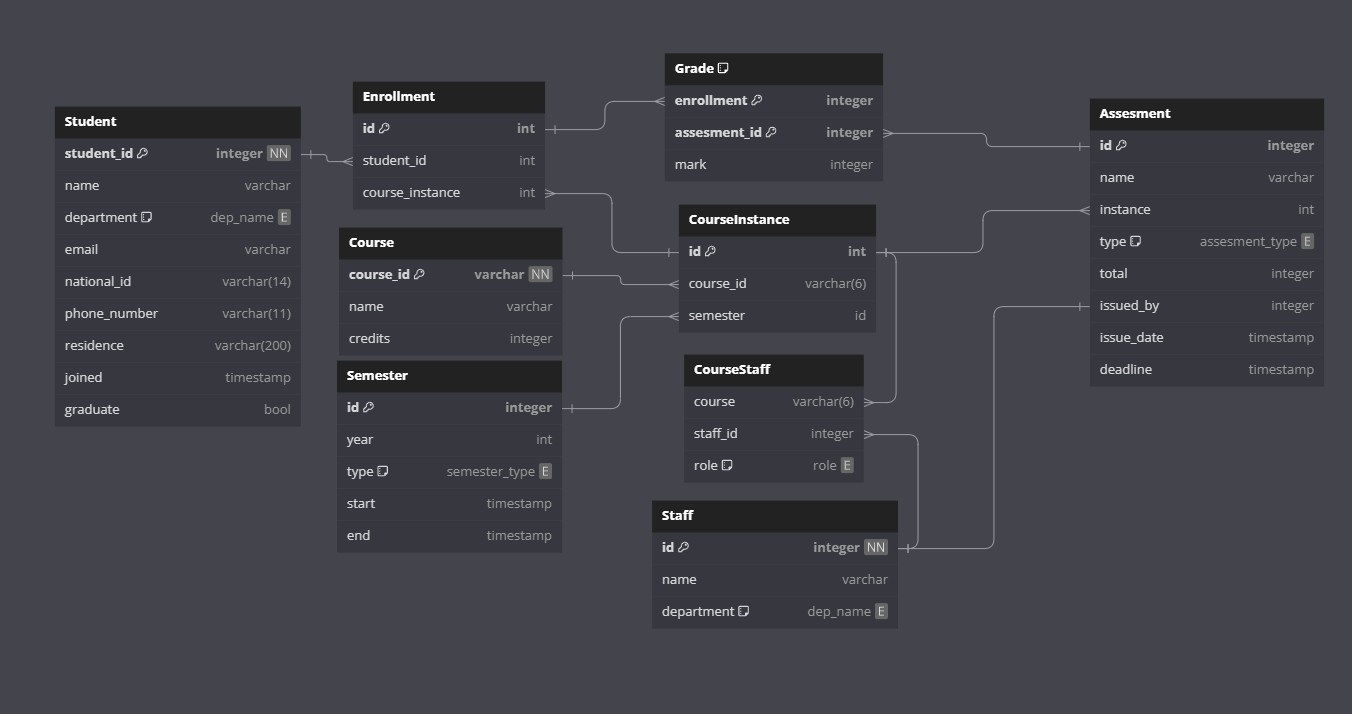 Student
student_id integer NN
name varchar
department dep_name E
email varchar
national_id varchar(14)
phone_number varchar(11)
residence varchar(200)
joined timestamp
graduate bool
Enrollment
id int
student_id int
course_instance int
Course
course_id varchar NN
name varchar
credits integer
Semester
id integer
year int
type semester_type E
start timestamp
end timestamp
Grade
enrollment integer
assesment_id integer
mark integer
CourseInstance
id int
course_id varchar(6)
semester id
CourseStaff
course varchar(6)
staff_id integer
role role E
Staff
id integer NN
name varchar
department dep_name E
Assesment
id integer
name varchar
instance int
type assesment_type E
total integer
issued_by integer
issue_date timestamp
deadline timestamp